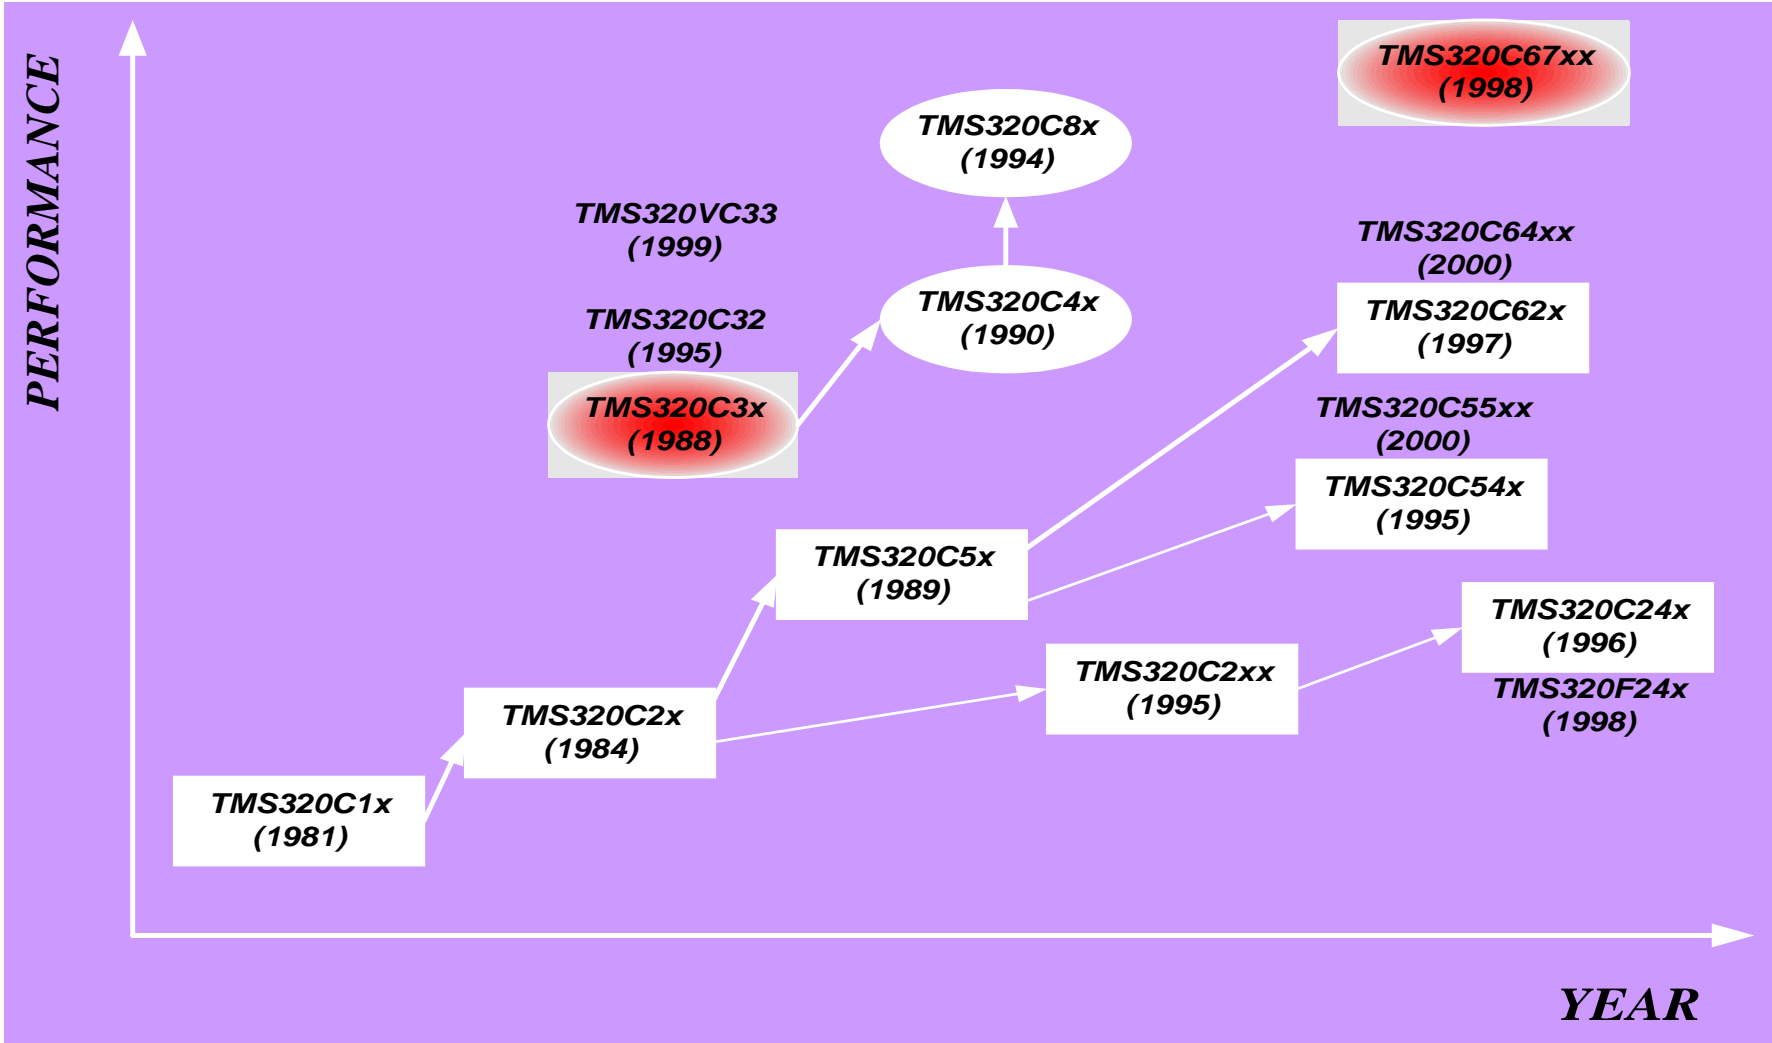 PERFORMANCE
TMS320C67xx
(1998)
TMS320C8x
(1994)
TMS320VC33
(1999)
TMS320C64xx
(2000)
TMS320C4x
(1990)
TMS320C62x
(1997)
TMS320C32
(1995)
TMS320C3x
(1988)
TMS320C55xx
(2000)
TMS320C54x
(1995)
TMS320C5x
(1989)
TMS320C24x
(1996)
TMS320F24x
(1998)
TMS320C2xx
(1995)
TMS320C2x
(1984)
TMS320C1x
(1981)
YEAR